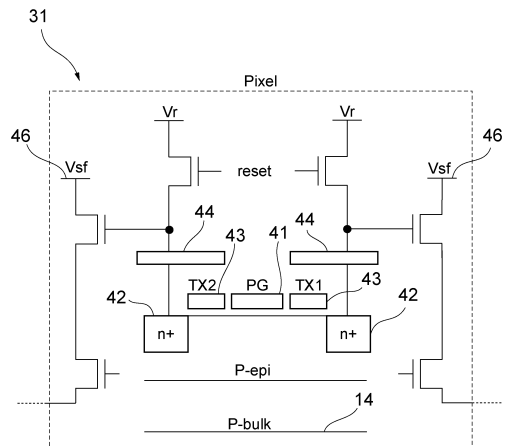 31
Pixel
Vr
Vr
46
46
Vsf
reset
Vsf
44
43
41
44
TX2
PG
TX1
43
42
42
n+
n+
P-epi
14
P-bulk